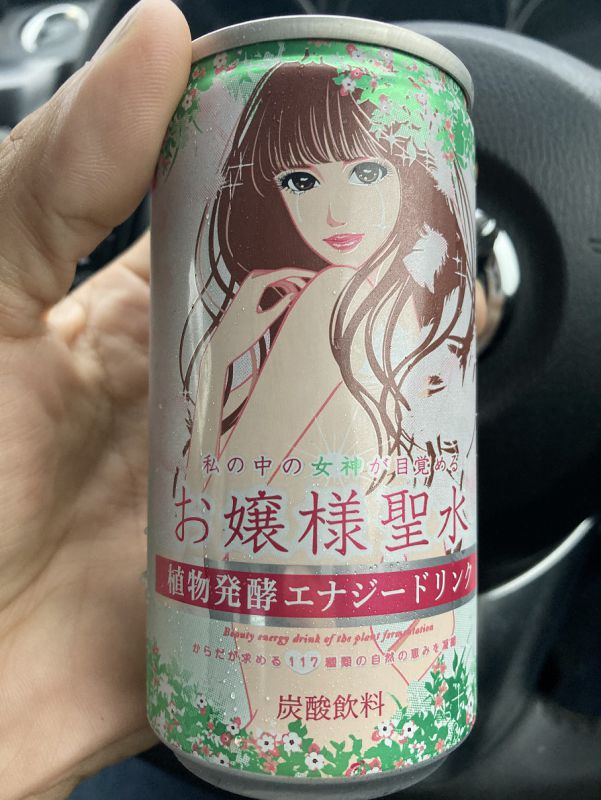 私の中の女神が目覚める
お嬢様聖水
植物発酵エナジードリンク
Beauty energy drink of the plant fermentation
からだが求める117種類の自然の恵みを凝縮
炭酸飲料